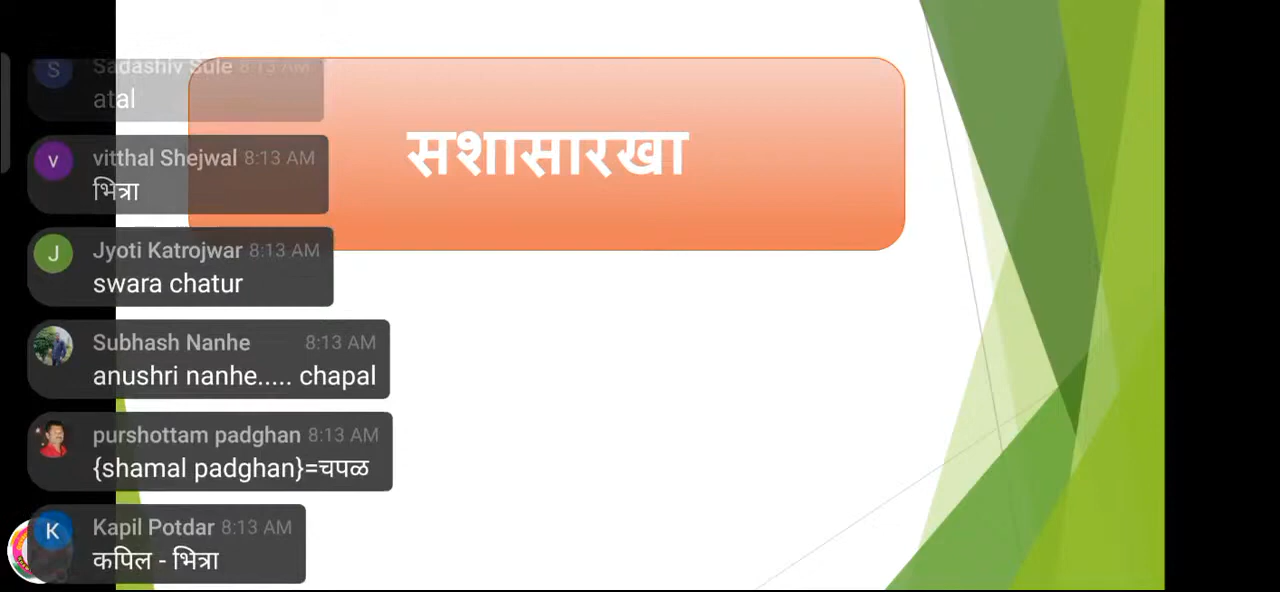 सशासारखा
S
Sadashiv Sule 8:13 AM
atal
v
vitthal Shejwal 8:13 AM
भित्रा
J
Jyoti Katrojwar 8:13 AM
swara chatur
Subhash Nanhe 8:13 AM
anushri nanhe..... chapal
purshottam padghan 8:13 AM
{shamal padghan}=चपळ
K
Kapil Potdar 8:13 AM
कपिल - भित्रा